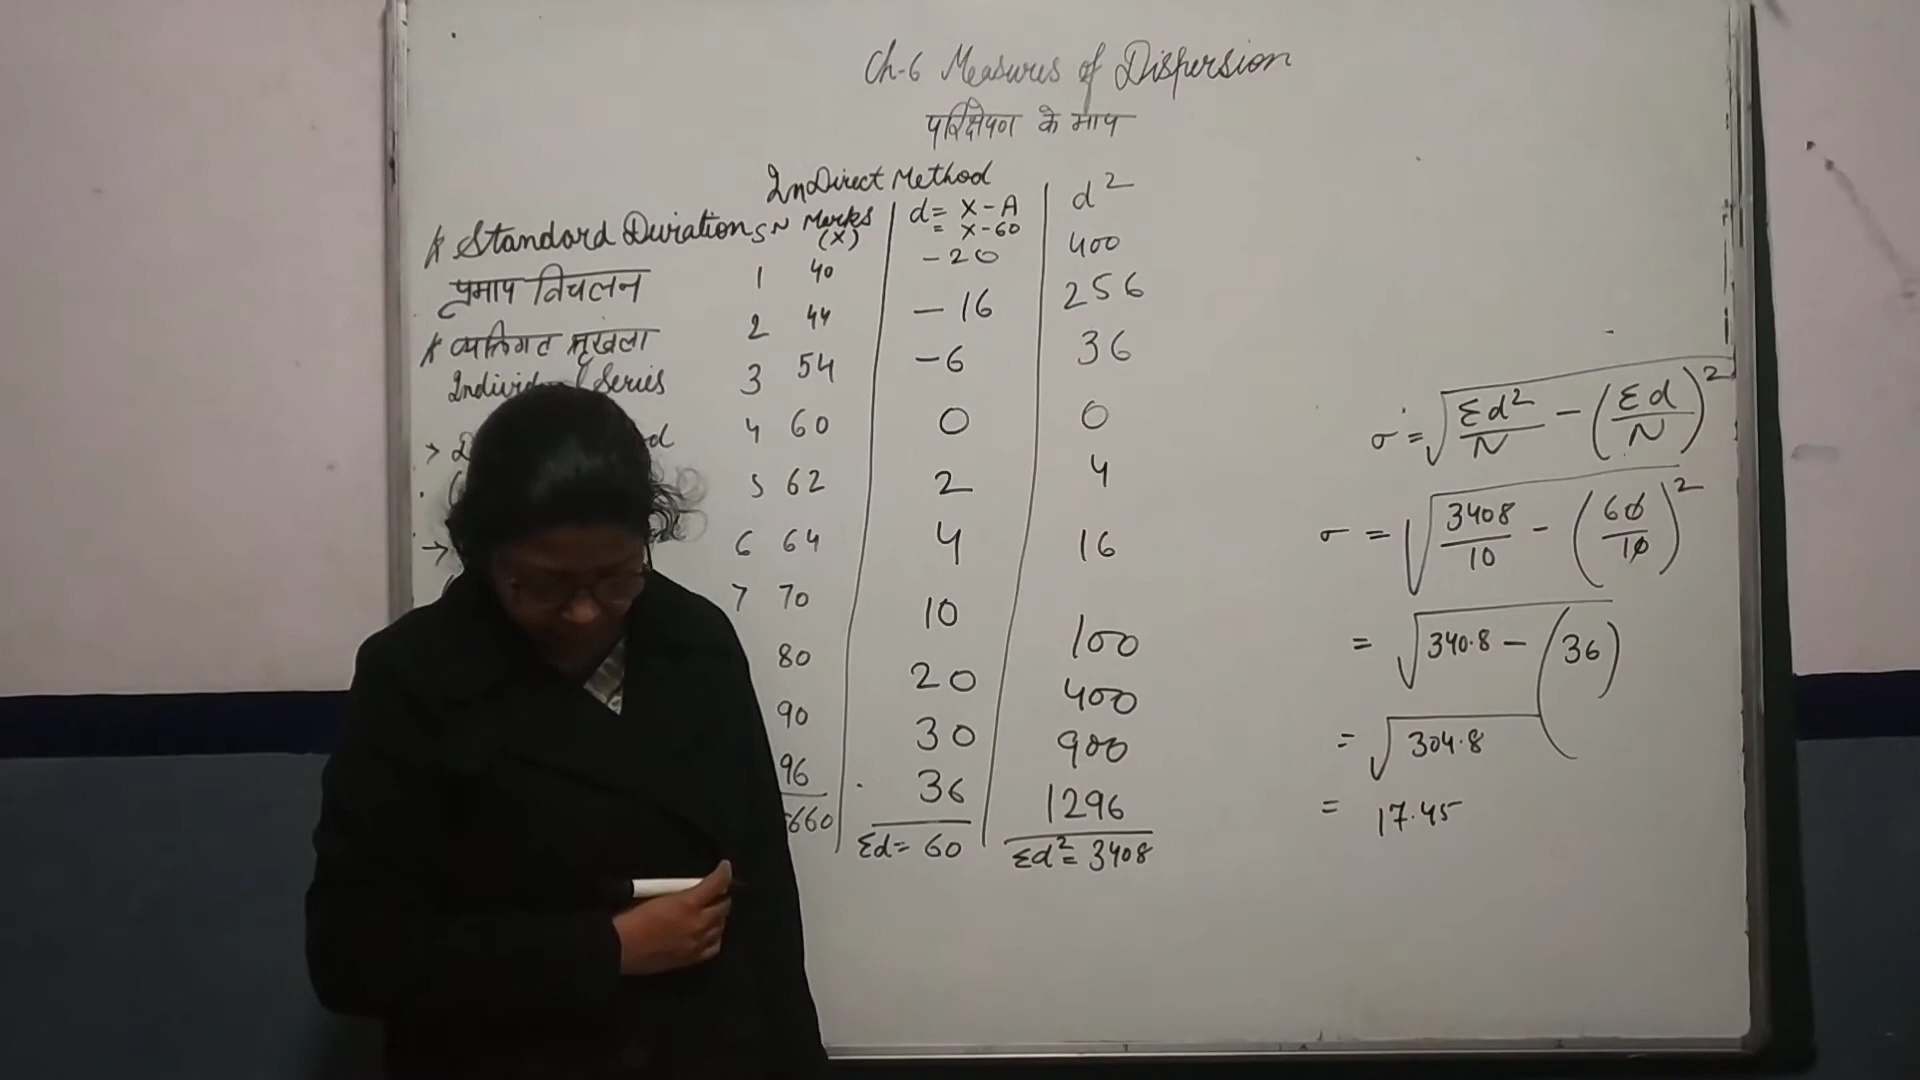 Ch-6 Measures of Dispersion
परिक्षेपण के माप
InDirect Method
* Standard Deviation
प्रमाप विचलन
* व्यक्तिगत श्रृंखला
Series
SN Marks (X) d = X-A = X-60 d²
1 40 -20 400
2 44 -16 256
3 54 -6 36
4 60 0 0
5 62 2 4
6 64 4 16
7 70 10 100
80 20 400
90 30 900
96 36 1296
660 Σd = 60 Σd² = 3408
σ = √Σd²/N - (Σd/N)²
σ = √3408/10 - (60/10)²
= √340.8 - (36)
= √304.8
= 17.45